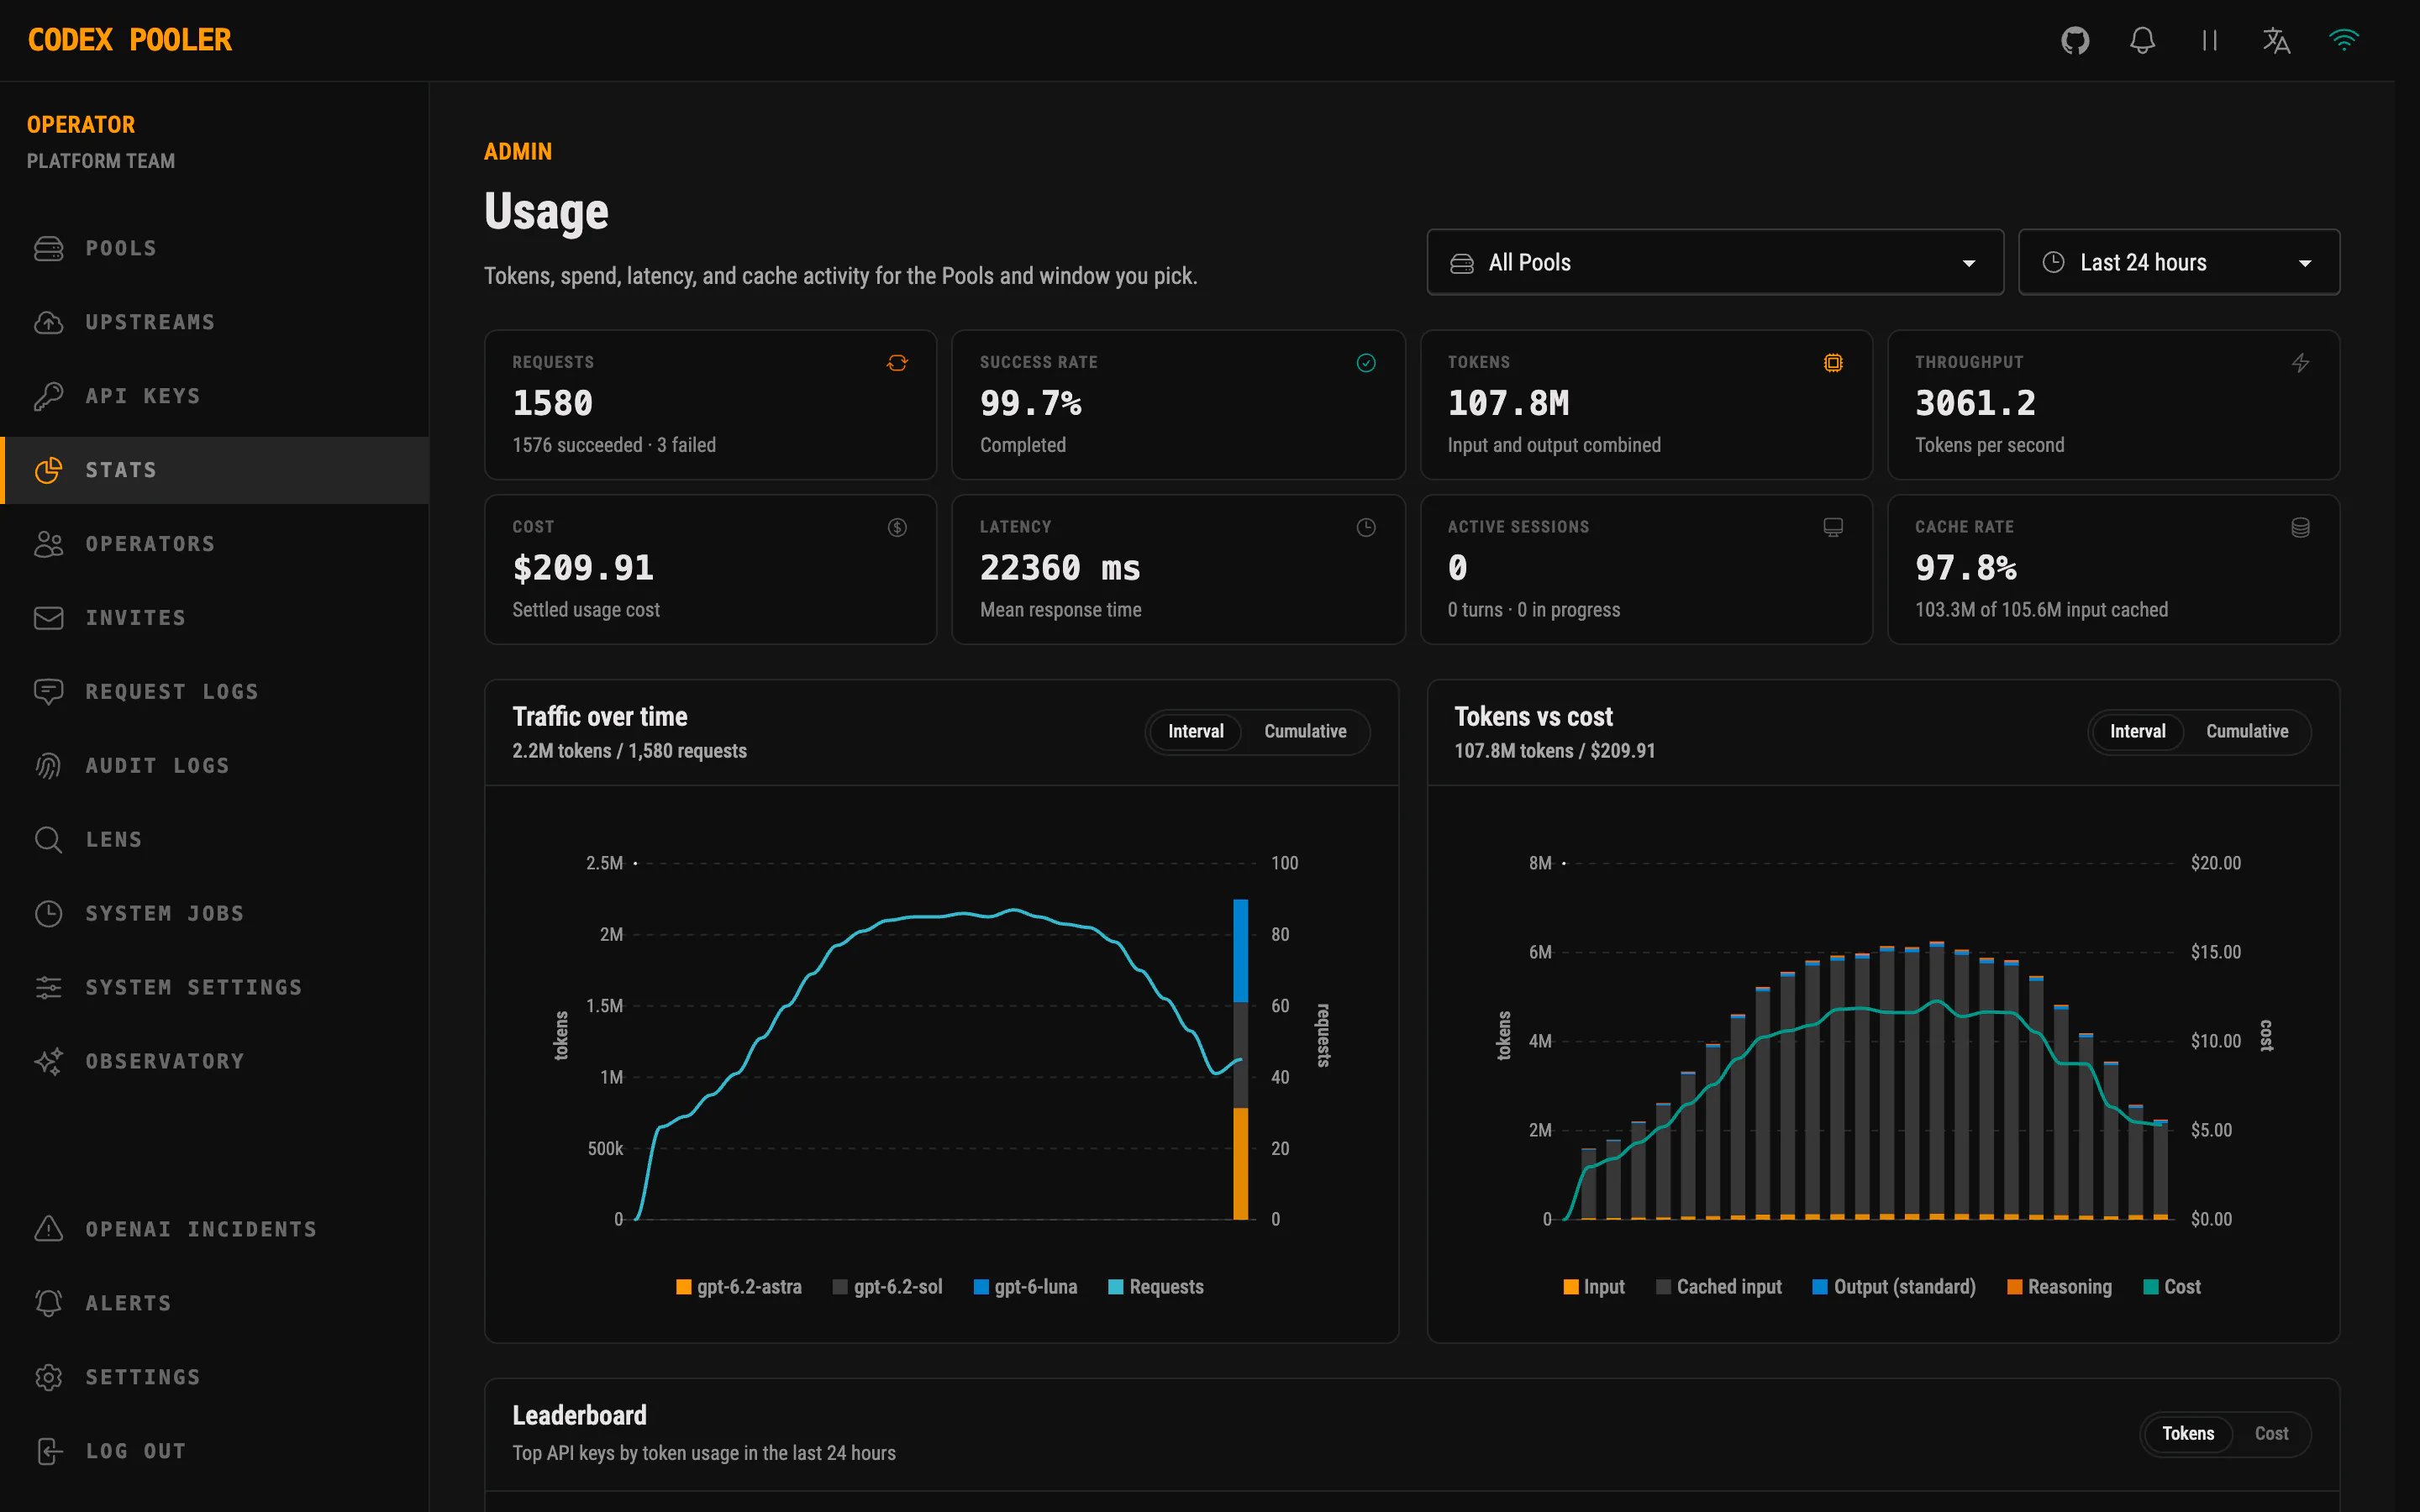 CODEX POOLER
OPERATOR
PLATFORM TEAM
POOLS
UPSTREAMS
API KEYS
STATS
OPERATORS
INVITES
REQUEST LOGS
AUDIT LOGS
LENS
SYSTEM JOBS
SYSTEM SETTINGS
OBSERVATORY
OPENAI INCIDENTS
ALERTS
SETTINGS
LOG OUT
ADMIN
Usage
Tokens, spend, latency, and cache activity for the Pools and window you pick.
All Pools
Last 24 hours
REQUESTS
1580
1576 succeeded · 3 failed
SUCCESS RATE
99.7%
Completed
TOKENS
107.8M
Input and output combined
THROUGHPUT
3061.2
Tokens per second
COST
$209.91
Settled usage cost
LATENCY
22360 ms
Mean response time
ACTIVE SESSIONS
0
0 turns · 0 in progress
CACHE RATE
97.8%
103.3M of 105.6M input cached
Traffic over time
2.2M tokens / 1,580 requests
Interval
Cumulative
2.5M
2M
1.5M
1M
500k
0
tokens
100
80
60
40
20
0
requests
gpt-6.2-astra
gpt-6.2-sol
gpt-6-luna
Requests
Tokens vs cost
107.8M tokens / $209.91
Interval
Cumulative
8M
6M
4M
2M
0
tokens
$20.00
$15.00
$10.00
$5.00
$0.00
cost
Input
Cached input
Output (standard)
Reasoning
Cost
Leaderboard
Top API keys by token usage in the last 24 hours
Tokens
Cost